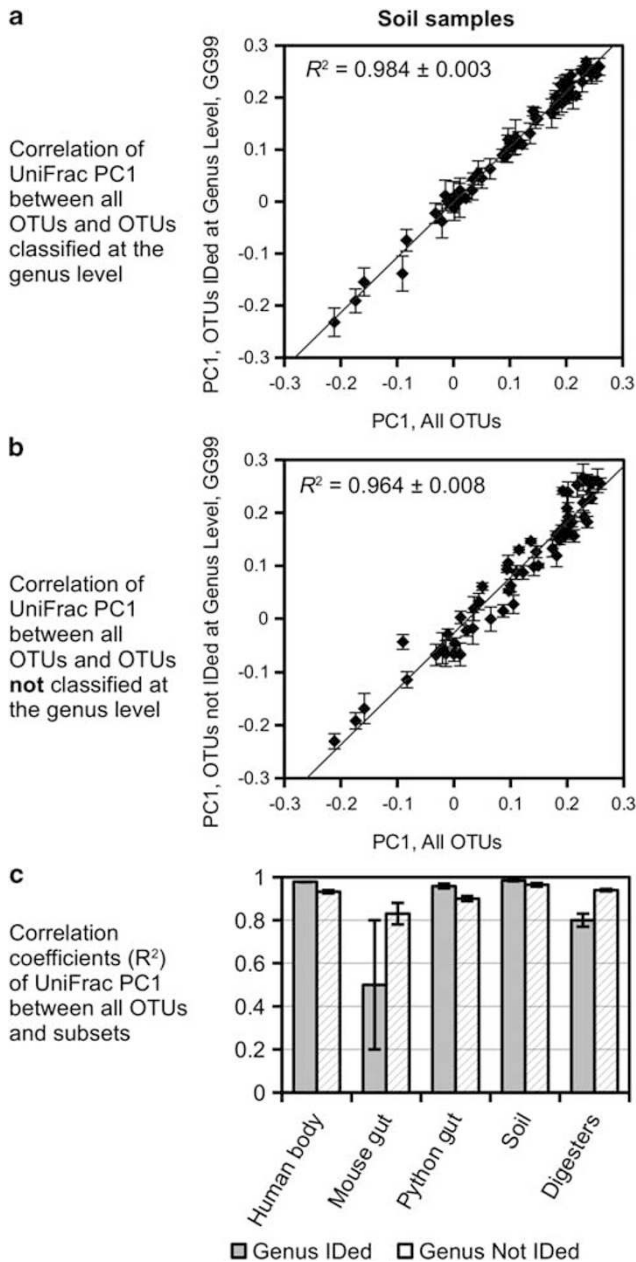 a
Soil samples
Correlation of
UniFrac PC1
between all
OTUs and OTUs
classified at the
genus level
PC1, OTUs IDed at Genus Level, GG99
R² = 0.984 ± 0.003
0.3
0.2
0.1
0
-0.1
-0.2
-0.3
-0.3 -0.2 -0.1 0 0.1 0.2 0.3
PC1, All OTUs
b
Correlation of
UniFrac PC1
between all
OTUs and OTUs
not classified at
the genus level
PC1, OTUs not IDed at Genus Level, GG99
R² = 0.964 ± 0.008
0.3
0.2
0.1
0
-0.1
-0.2
-0.3
-0.3 -0.2 -0.1 0 0.1 0.2 0.3
PC1, All OTUs
c
Correlation
coefficients (R²)
of UniFrac PC1
between all OTUs
and subsets
1
0.8
0.6
0.4
0.2
0
Human body
Mouse gut
Python gut
Soil
Digesters
Genus IDed Genus Not IDed